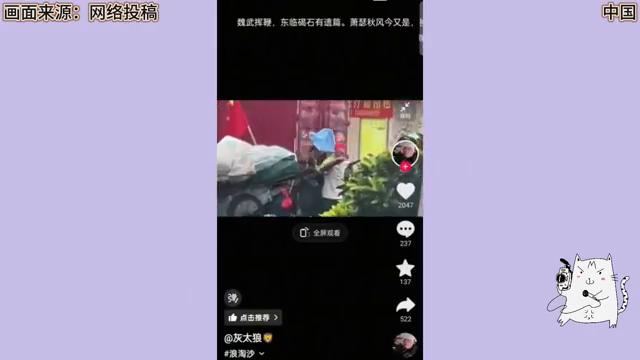 画面来源：网络投稿
中国
魏武挥鞭，东临碣石有遗篇。萧瑟秋风今又是，
全屏观看
2047
237
137
522
点击推荐 >
@灰太狼🦁
#浪淘沙